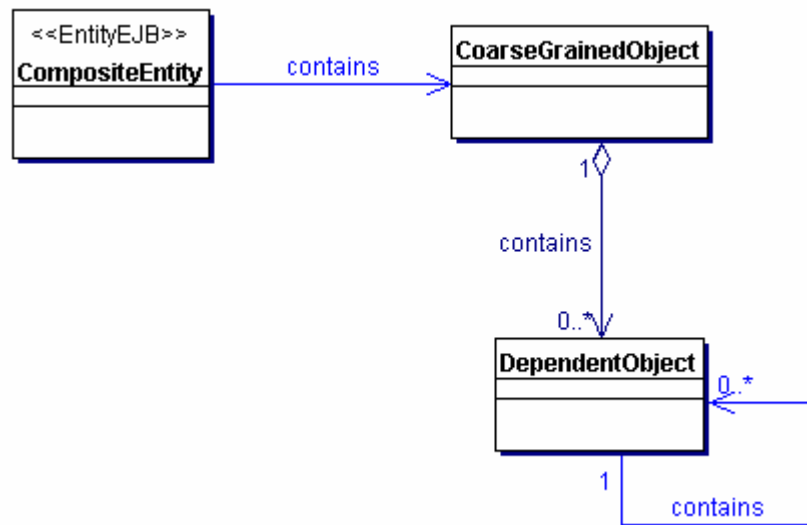 <<EntityEJB>>
CompositeEntity
contains
CoarseGrainedObject
1
contains
0..*
DependentObject
0..*
1
contains